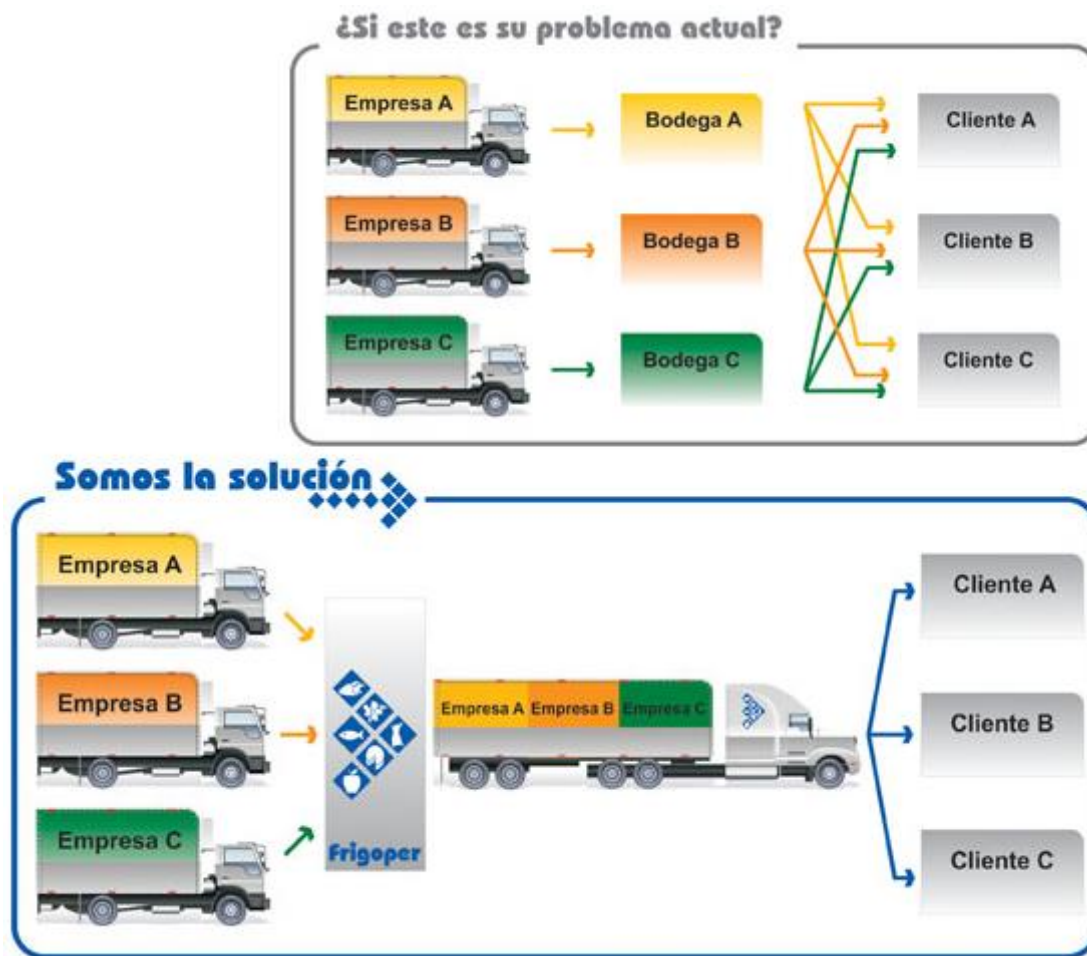 ¿Si este es su problema actual?
Empresa A
Bodega A
Cliente A
Empresa B
Bodega B
Cliente B
Empresa C
Bodega C
Cliente C
Somos la solución
Empresa A
Cliente A
Empresa B
Empresa A Empresa B Empresa C
Cliente B
Empresa C
Frigoper
Cliente C